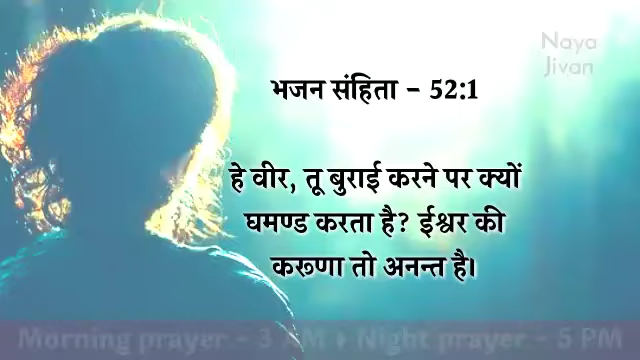 Naya
Jivan
भजन संहिता - 52:1
हे वीर, तू बुराई करने पर क्यों
घमण्ड करता है? ईश्वर की
करूणा तो अनन्त है।
Morning prayer - 3 AM Night prayer - 5 PM